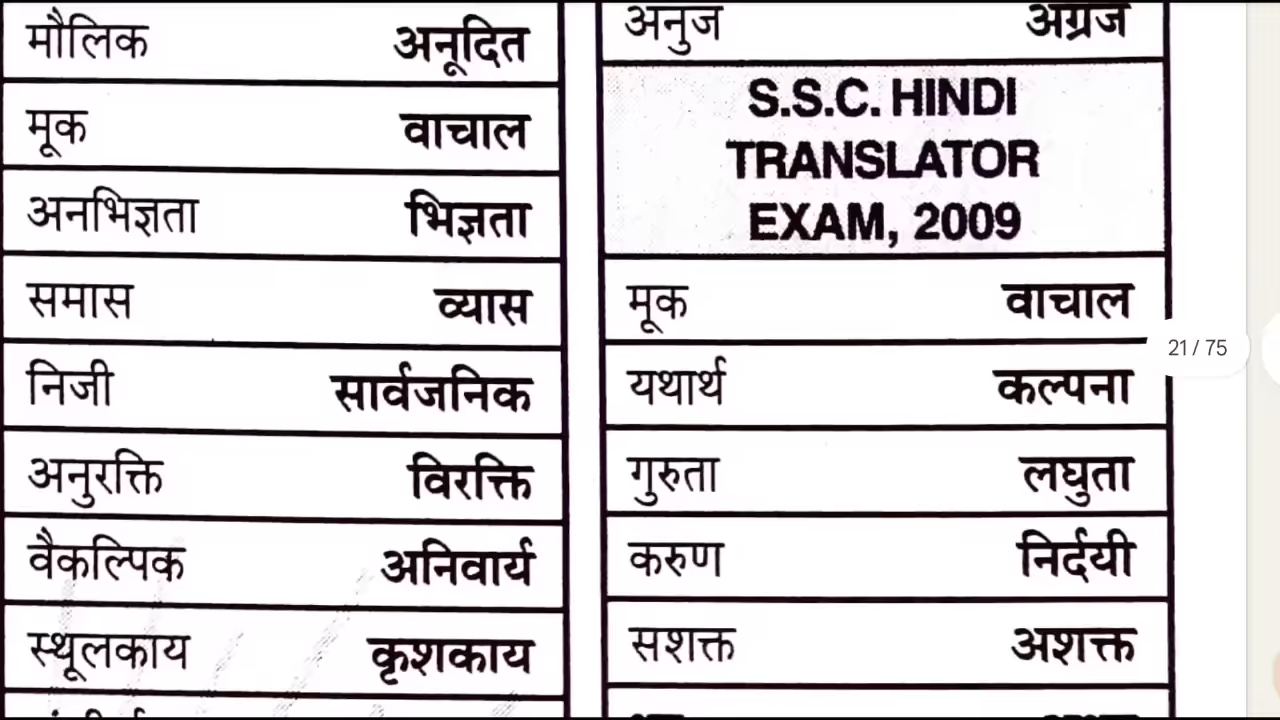 मौलिक अनूदित
मूक वाचाल
अनभिज्ञता भिज्ञता
समास व्यास
निजी सार्वजनिक
अनुरक्ति विरक्ति
वैकल्पिक अनिवार्य
स्थूलकाय कृशकाय
अनुज अग्रज
S.S.C. HINDI
TRANSLATOR
EXAM, 2009
मूक वाचाल
यथार्थ कल्पना
गुरुता लघुता
करुण निर्दयी
सशक्त अशक्त
21 / 75